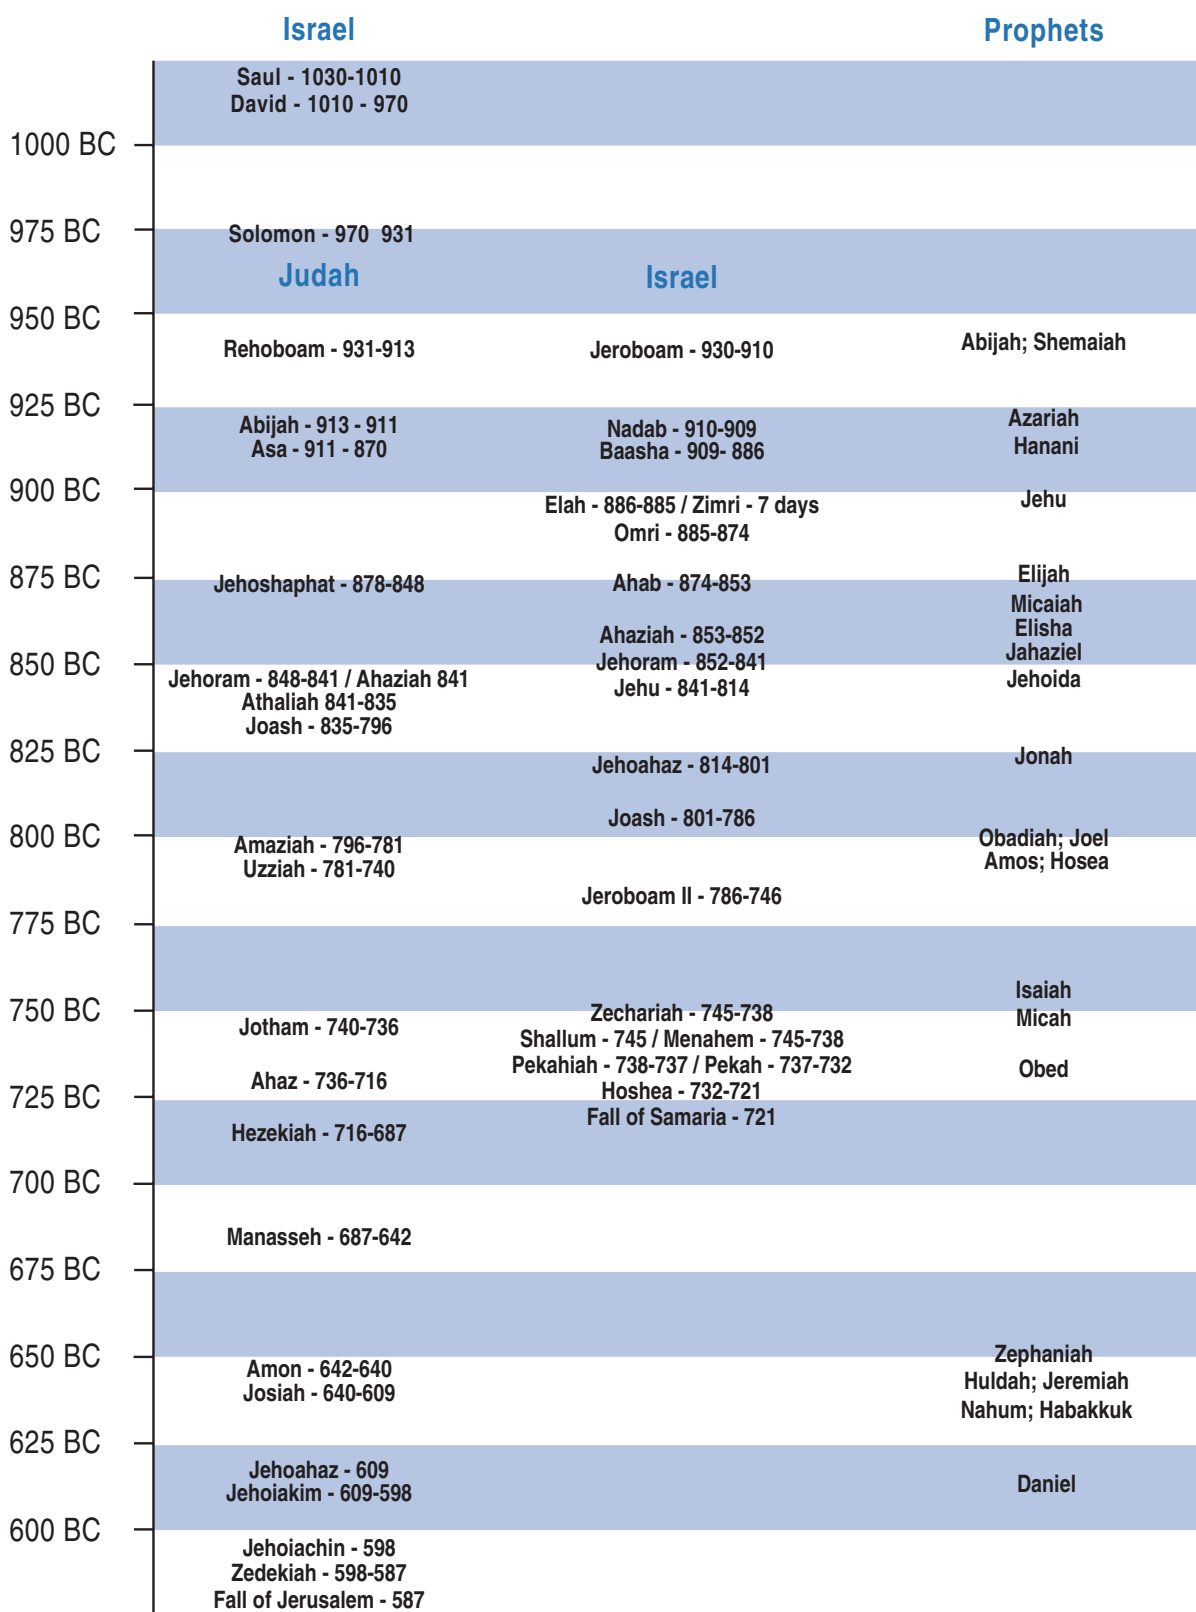 Israel Prophets
Saul - 1030-1010
David - 1010 - 970
1000 BC
975 BC
Solomon - 970  931
Judah Israel
950 BC
Rehoboam - 931-913 Jeroboam - 930-910 Abijah; Shemaiah
925 BC
Abijah - 913 - 911 Nadab - 910-909 Azariah
Asa - 911 - 870 Baasha - 909- 886 Hanani
900 BC
Elah - 886-885 / Zimri - 7 days Jehu
Omri - 885-874
875 BC
Jehoshaphat - 878-848 Ahab - 874-853 Elijah
Micaiah
Ahaziah - 853-852 Elisha
850 BC
Jehoram - 852-841 Jahaziel
Jehoram - 848-841 / Ahaziah 841 Jehu - 841-814 Jehoida
Athaliah 841-835
Joash - 835-796
825 BC
Jehoahaz - 814-801 Jonah
Joash - 801-786
800 BC
Amaziah - 796-781 Obadiah; Joel
Uzziah - 781-740 Amos; Hosea
Jeroboam II - 786-746
775 BC
Isaiah
750 BC
Zechariah - 745-738 Micah
Jotham - 740-736 Shallum - 745 / Menahem - 745-738
Pekahiah - 738-737 / Pekah - 737-732 Obed
Ahaz - 736-716 Hoshea - 732-721
725 BC
Fall of Samaria - 721
Hezekiah - 716-687
700 BC
Manasseh - 687-642
675 BC
650 BC
Zephaniah
Amon - 642-640 Huldah; Jeremiah
Josiah - 640-609 Nahum; Habakkuk
625 BC
Jehoahaz - 609
Jehoiakim - 609-598 Daniel
600 BC
Jehoiachin - 598
Zedekiah - 598-587
Fall of Jerusalem - 587